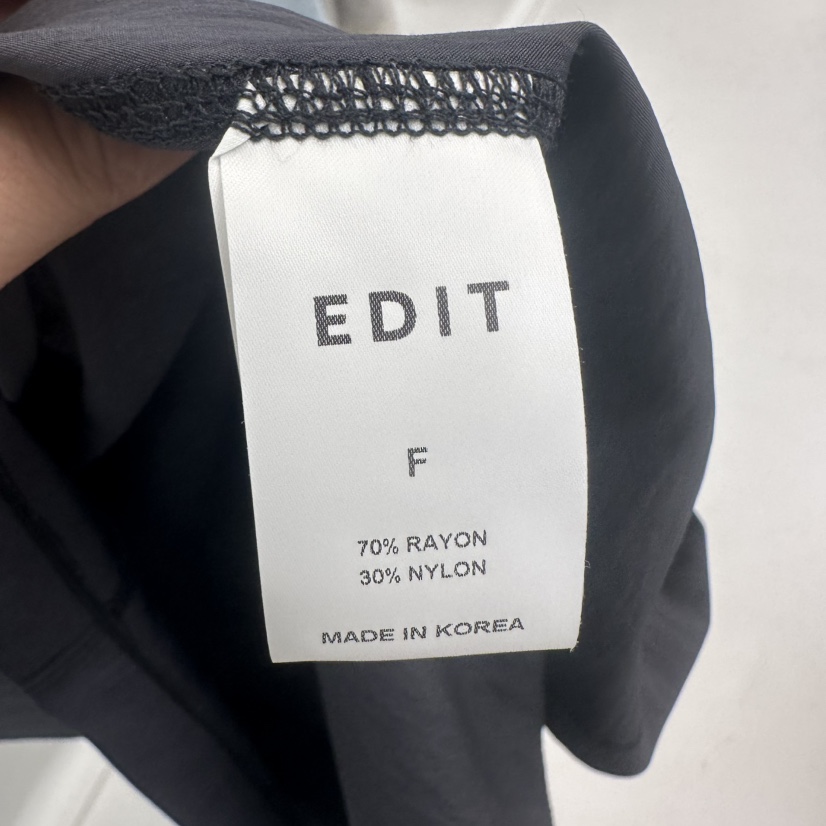 EDIT
F
70% RAYON
30% NYLON
MADE IN KOREA